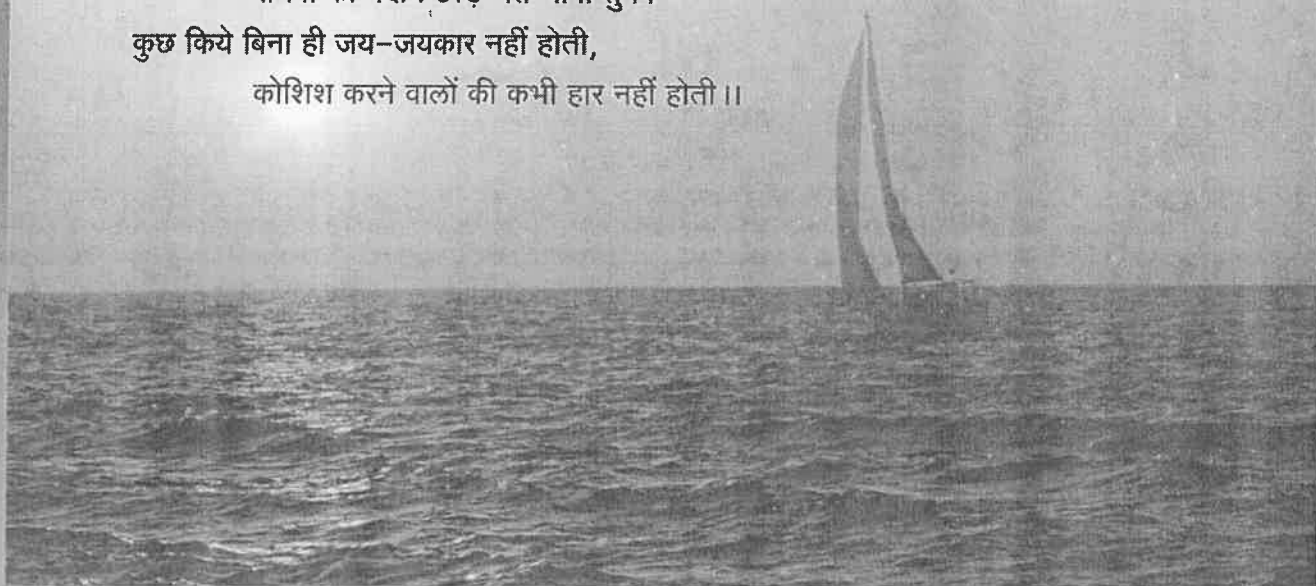 कुछ किये बिना ही जय-जयकार नहीं होती,
कोशिश करने वालों की कभी हार नहीं होती ।।